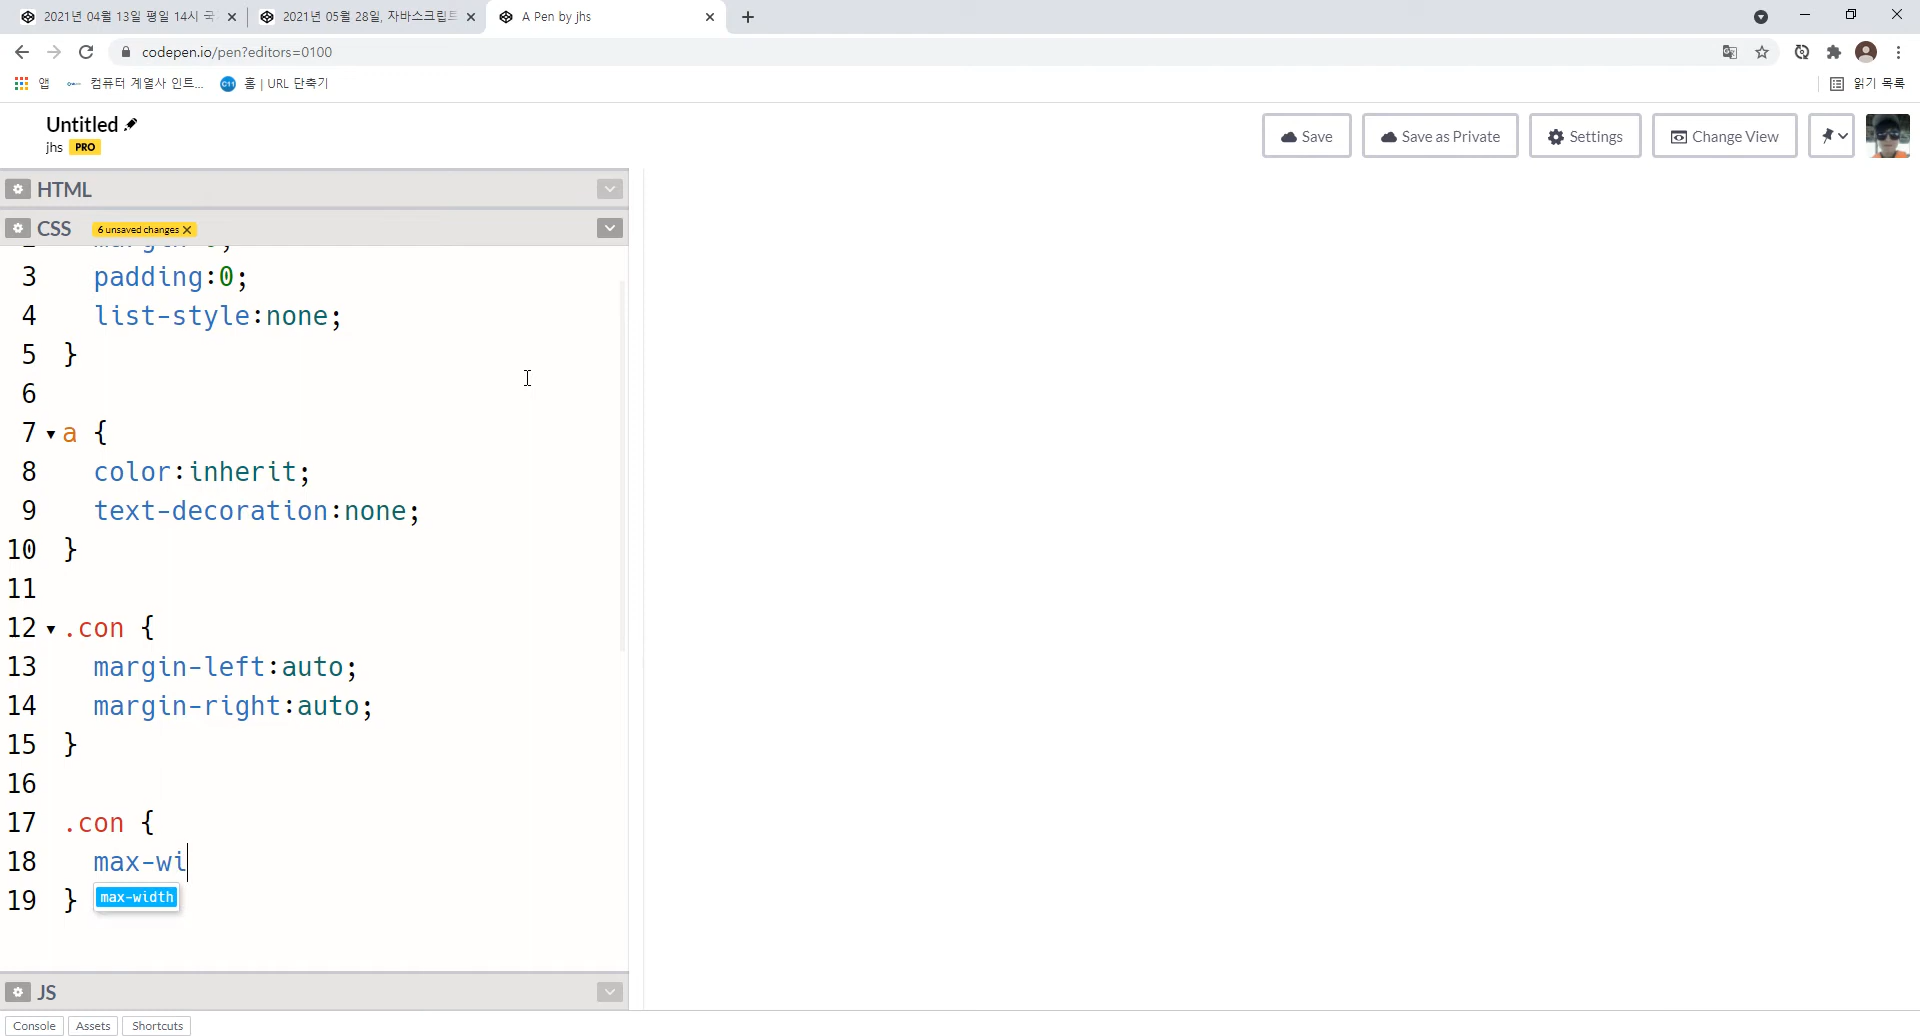 2021년 04월 13일 평일 14시 국
2021년 05월 28일, 자바스크립트
A Pen by jhs
codepen.io/pen?editors=0100
앱
컴퓨터 계열사 인트...
홈 | URL 단축기
읽기 목록
Untitled
jhs PRO
Save
Save as Private
Settings
Change View
HTML
CSS 6 unsaved changes
3 padding:0;
4 list-style:none;
5 }
6
7 a {
8 color:inherit;
9 text-decoration:none;
10 }
11
12 .con {
13 margin-left:auto;
14 margin-right:auto;
15 }
16
17 .con {
18 max-wi
19 }
max-width
JS
Console
Assets
Shortcuts